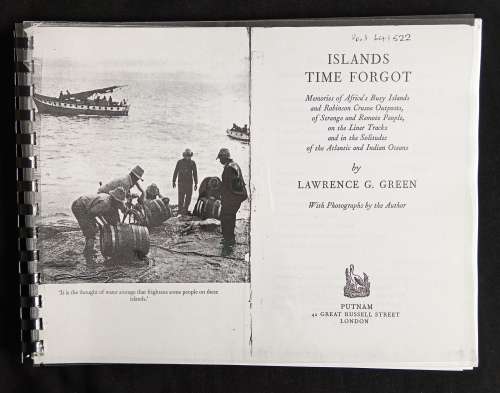 'It is the thought of water storage that frightens some people on these
islands.'
522
ISLANDS
TIME FORGOT
Memories of Africa's Busy Islands
and Robinson Crusoe Outposts,
of Strange and Remote People,
on the Liner Tracks
and in the Solitudes
of the Atlantic and Indian Oceans
by
LAWRENCE G. GREEN
With Photographs by the Author
PUTNAM
42 GREAT RUSSELL STREET
LONDON